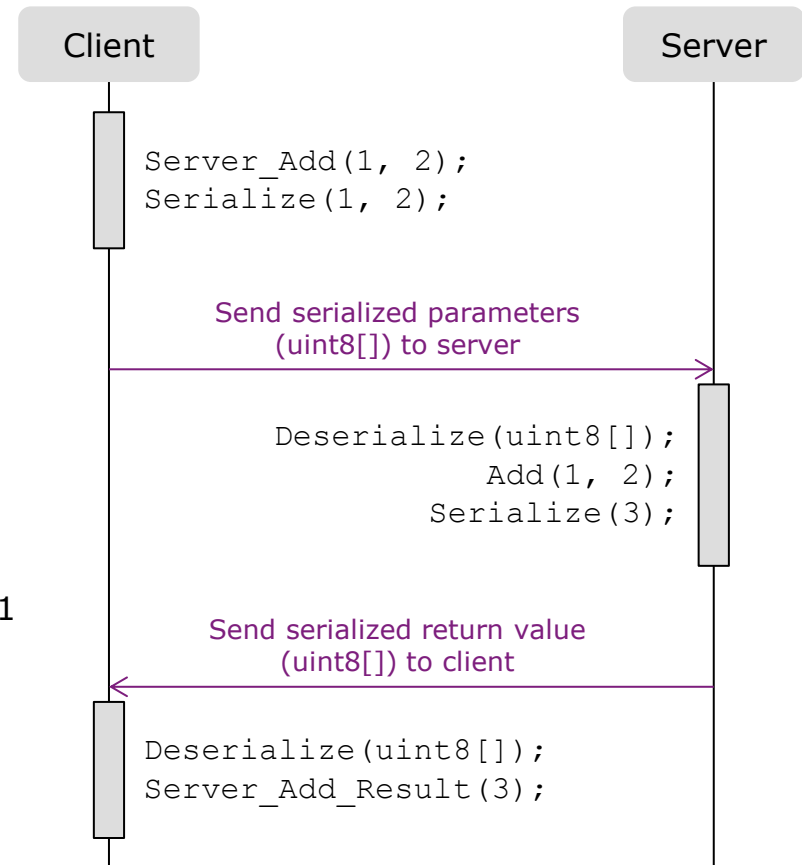 Client
Server
Server_Add(1, 2);
Serialize(1, 2);
Send serialized parameters
(uint8[]) to server
Deserialize(uint8[]);
Add(1, 2);
Serialize(3);
1
Send serialized return value
(uint8[]) to client
Deserialize(uint8[]);
Server_Add_Result(3);